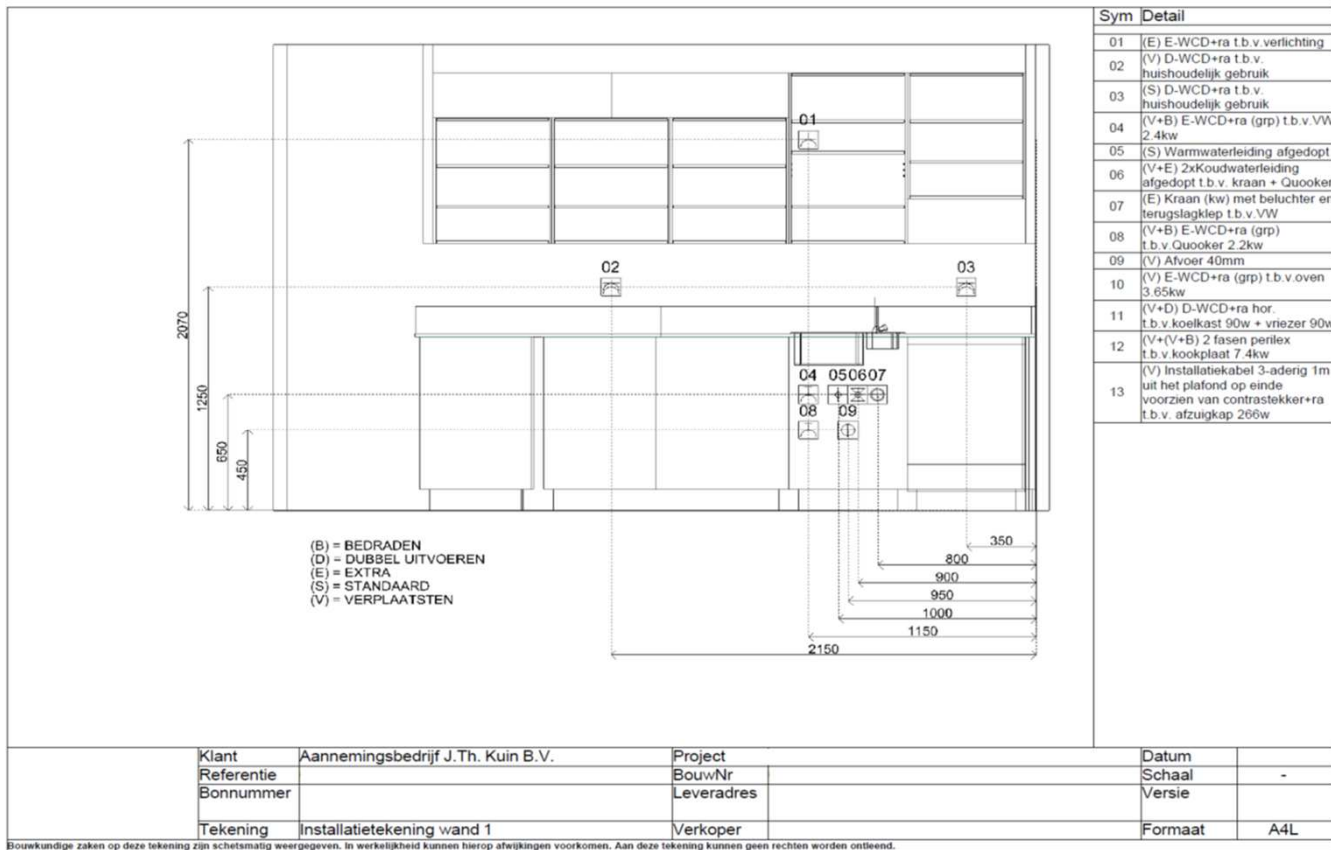 Sym Detail
01 (E) E-WCD+ra t.b.v.verlichting
02 (V) D-WCD+ra t.b.v.
huishoudelijk gebruik
03 (S) D-WCD+ra t.b.v.
huishoudelijk gebruik
04 (V+B) E-WCD+ra (grp) t.b.v.VW
2.4kw
05 (S) Warmwaterleiding afgedopt
06 (V+E) 2xKoudwaterleiding
afgedopt t.b.v. kraan + Quooker
07 (E) Kraan (kw) met beluchter en
terugslagklep t.b.v.VW
08 (V+B) E-WCD+ra (grp)
t.b.v.Quooker 2.2kw
09 (V) Afvoer 40mm
10 (V) E-WCD+ra (grp) t.b.v.oven
3.65kw
11 (V+D) D-WCD+ra hor.
t.b.v.koelkast 90w + vriezer 90w
12 (V+(V+B) 2 fasen perilex
t.b.v.kookplaat 7.4kw
13 (V) Installatiekabel 3-aderig 1m
uit het plafond op einde
voorzien van contrastekker+ra
t.b.v. afzuigkap 266w
01
02 03
04 05 06 07
08 09
2070
1250
650
450
(B) = BEDRADEN
(D) = DUBBEL UITVOEREN
(E) = EXTRA
(S) = STANDAARD
(V) = VERPLAATSTEN
350
800
900
950
1000
1150
2150
Klant Aannemingsbedrijf J.Th. Kuin B.V. Project Datum
Referentie BouwNr Schaal -
Bonnummer Leveradres Versie
Tekening Installatietekening wand 1 Verkoper Formaat A4L
Bouwkundige zaken op deze tekening zijn schetsmatig weergegeven. In werkelijkheid kunnen hierop afwijkingen voorkomen. Aan deze tekening kunnen geen rechten worden ontleend.